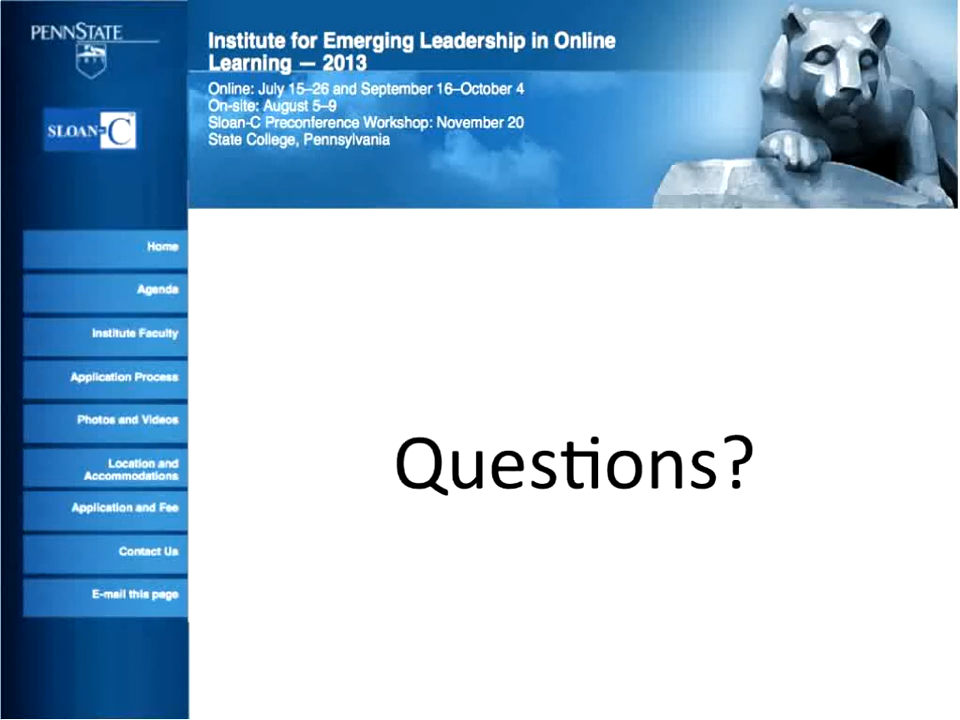 PENNSTATE
SLOAN-C
Institute for Emerging Leadership in Online
Learning — 2013
Online: July 15–26 and September 16–October 4
On-site: August 5–9
Sloan-C Preconference Workshop: November 20
State College, Pennsylvania
Home
Agenda
Institute Faculty
Application Process
Photos and Videos
Location and
Accommodations
Application and Fee
Contact Us
E-mail this page
Questions?